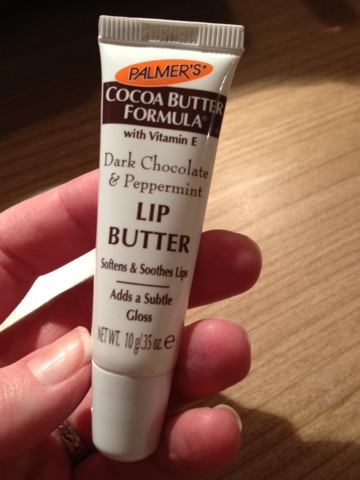 PALMER'S®
COCOA BUTTER
FORMULA®
with Vitamin E
Dark Chocolate
& Peppermint
LIP
BUTTER
Softens & Soothes Lips
Adds a Subtle
Gloss
NET WT. 10 g/.35 oz. e